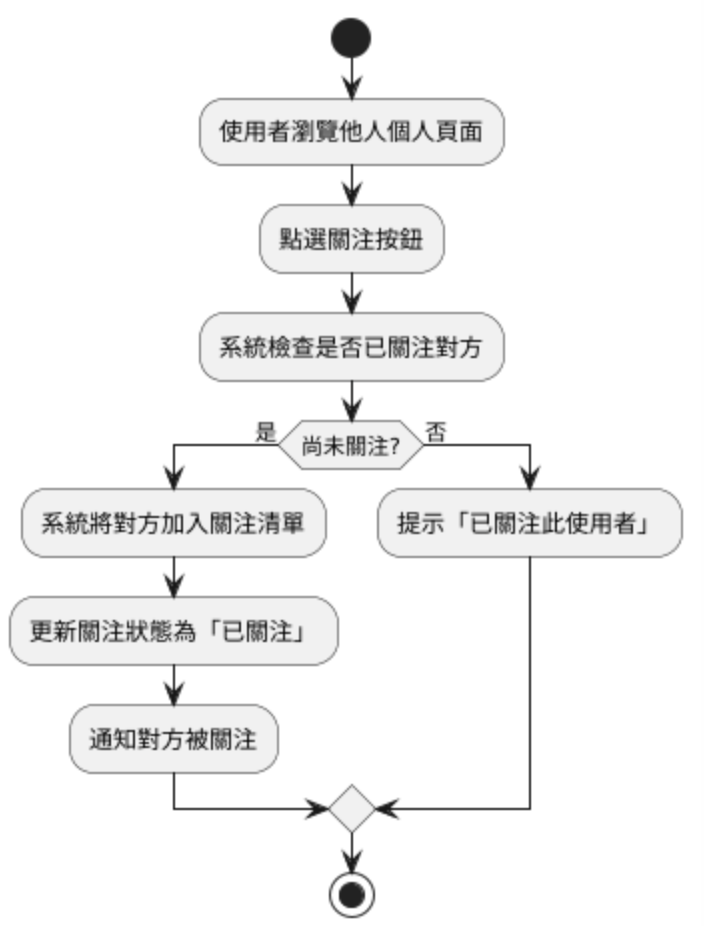 使用者瀏覽他人個人頁面
點選關注按鈕
系統檢查是否已關注對方
是
尚未關注?
否
系統將對方加入關注清單
提示「已關注此使用者」
更新關注狀態為「已關注」
通知對方被關注